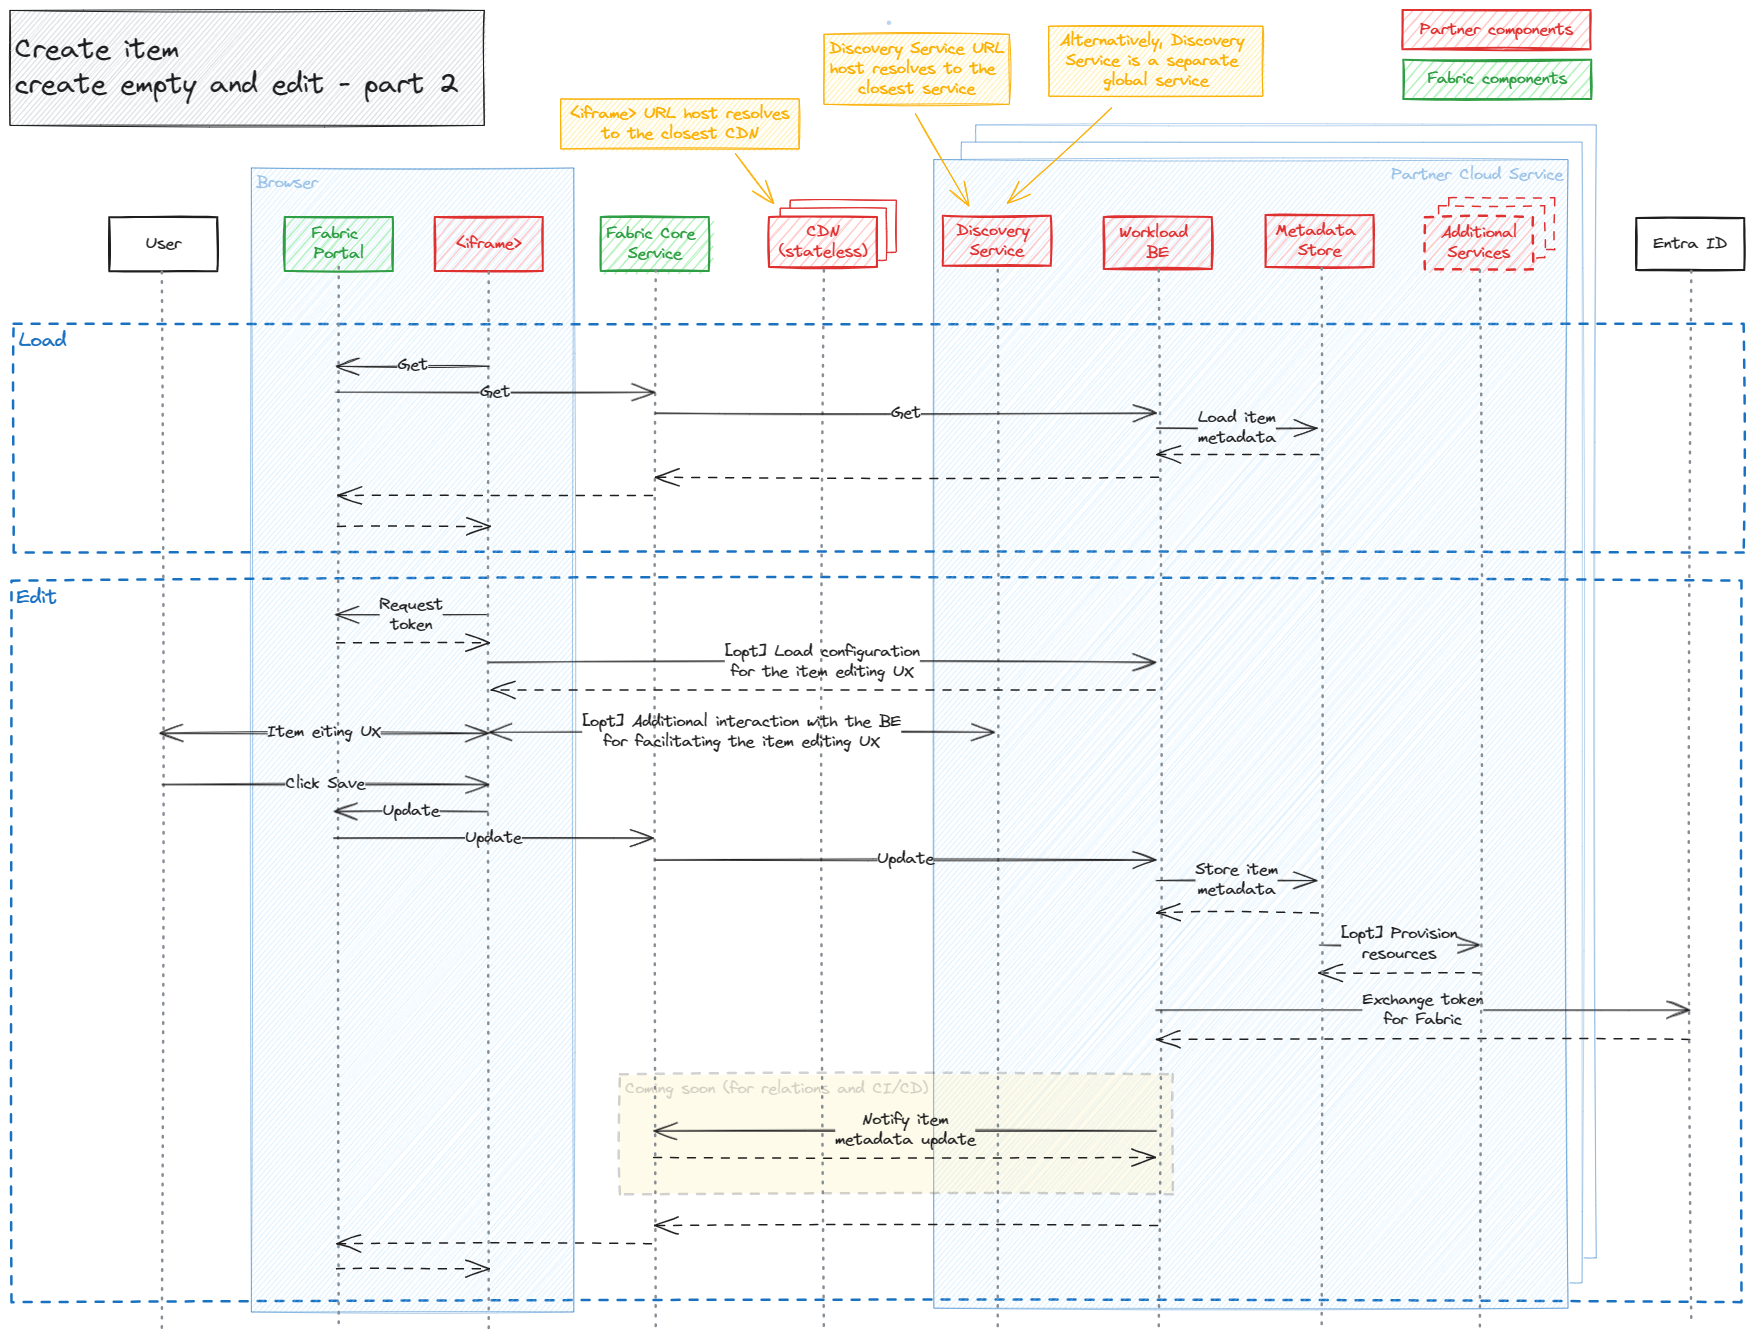 Create item
create empty and edit - part 2
Discovery Service URL
host resolves to the
closest service
Alternatively, Discovery
Service is a separate
global service
Partner components
Fabric components
<iframe> URL host resolves
to the closest CDN
Browser
Partner Cloud Service
User
Fabric
Portal
<iframe>
Fabric Core
Service
CDN
(stateless)
Discovery
Service
Workload
BE
Metadata
Store
Additional
Services
Entra ID
Load
Get
Get
Get
Load item
metadata
Edit
Request
token
[opt] Load configuration
for the item editing UX
Item eiting UX
[opt] Additional interaction with the BE
for facilitating the item editing UX
Click Save
Update
Update
Update
Store item
metadata
[opt] Provision
resources
Exchange token
for Fabric
Coming soon (for relations and CI/CD)
Notify item
metadata update